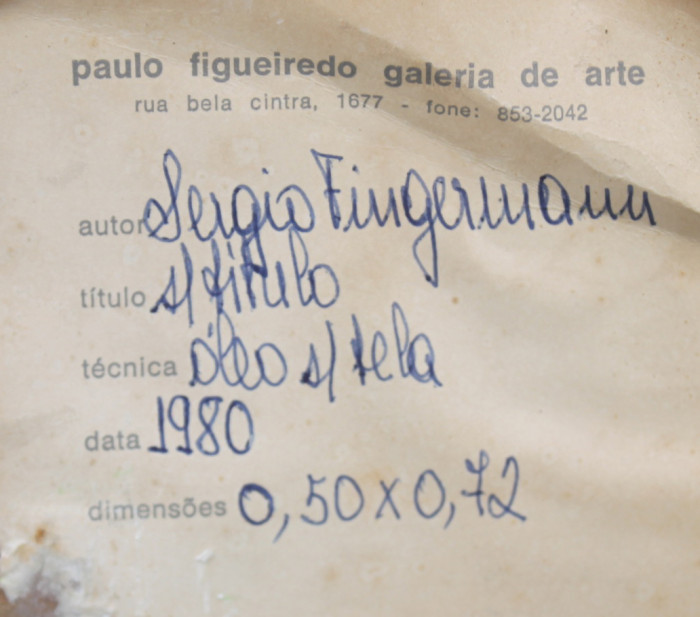 paulo figueiredo galeria de arte
rua bela cintra, 1677 - fone: 853-2042
autor Sergio Fingermann
título s/título
técnica óleo s/tela
data 1980
dimensões 0,50 x 0,72